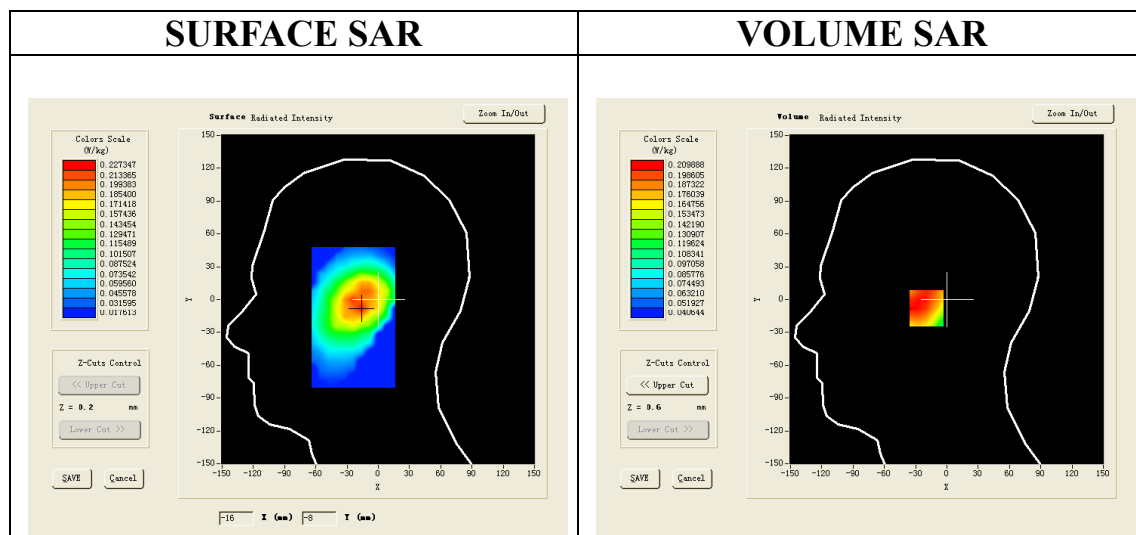 SURFACE SAR
VOLUME SAR
Surface Radiated Intensity
Zoom In/Out
Colors Scale
(W/kg)
0.227347
0.213365
0.199383
0.185400
0.171418
0.157436
0.143454
0.129471
0.115489
0.101507
0.087524
0.073542
0.059560
0.045578
0.031595
0.017613
Z-Cuts Control
<< Upper Cut
Z = 0.2 mm
Lower Cut >>
SAVE
Cancel
150-
120-
90-
60-
30-
0-
-30-
-60-
-90-
-120-
-150-
Y
-150 -120 -90 -60 -30 0 30 60 90 120 150
X
-16 X (mm) -8 Y (mm)
Volume Radiated Intensity
Zoom In/Out
Colors Scale
(W/kg)
0.209888
0.198605
0.187322
0.176039
0.164756
0.153473
0.142190
0.130907
0.119624
0.108341
0.097058
0.085776
0.074493
0.063210
0.051927
0.040644
Z-Cuts Control
<< Upper Cut
Z = 0.6 mm
Lower Cut >>
SAVE
Cancel
150-
120-
90-
60-
30-
0-
-30-
-60-
-90-
-120-
-150-
Y
-150 -120 -90 -60 -30 0 30 60 90 120 150
X